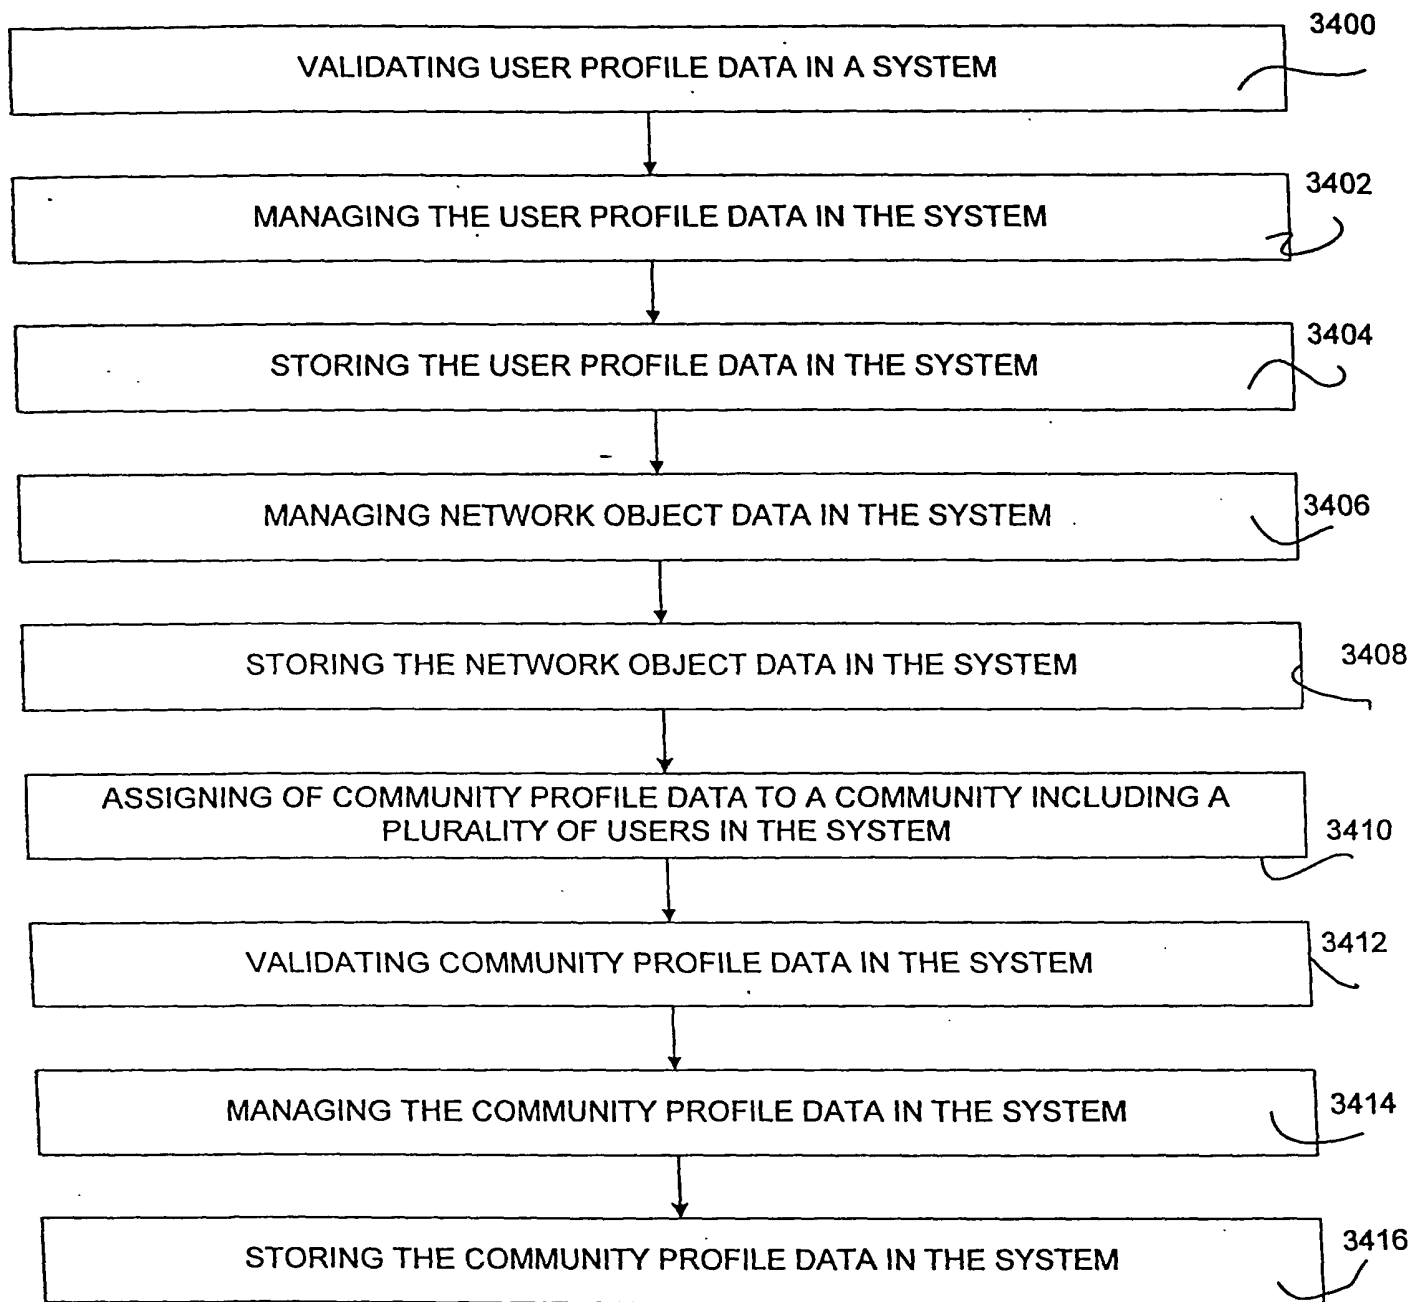 3400
VALIDATING USER PROFILE DATA IN A SYSTEM
3402
MANAGING THE USER PROFILE DATA IN THE SYSTEM
3404
STORING THE USER PROFILE DATA IN THE SYSTEM
3406
MANAGING NETWORK OBJECT DATA IN THE SYSTEM
3408
STORING THE NETWORK OBJECT DATA IN THE SYSTEM
ASSIGNING OF COMMUNITY PROFILE DATA TO A COMMUNITY INCLUDING A
PLURALITY OF USERS IN THE SYSTEM
3410
3412
VALIDATING COMMUNITY PROFILE DATA IN THE SYSTEM
3414
MANAGING THE COMMUNITY PROFILE DATA IN THE SYSTEM
3416
STORING THE COMMUNITY PROFILE DATA IN THE SYSTEM